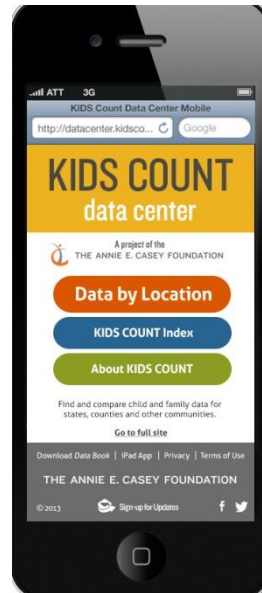 ATT 3G
KIDS Count Data Center Mobile
http://datacenter.kidsco... Google
KIDS COUNT
data center
A project of the
THE ANNIE E. CASEY FOUNDATION
Data by Location
KIDS COUNT Index
About KIDS COUNT
Find and compare child and family data for
states, counties and other communities.
Go to full site
Download Data Book | iPad App | Privacy | Terms of Use
THE ANNIE E. CASEY FOUNDATION
© 2013 Sign-up for Updates f